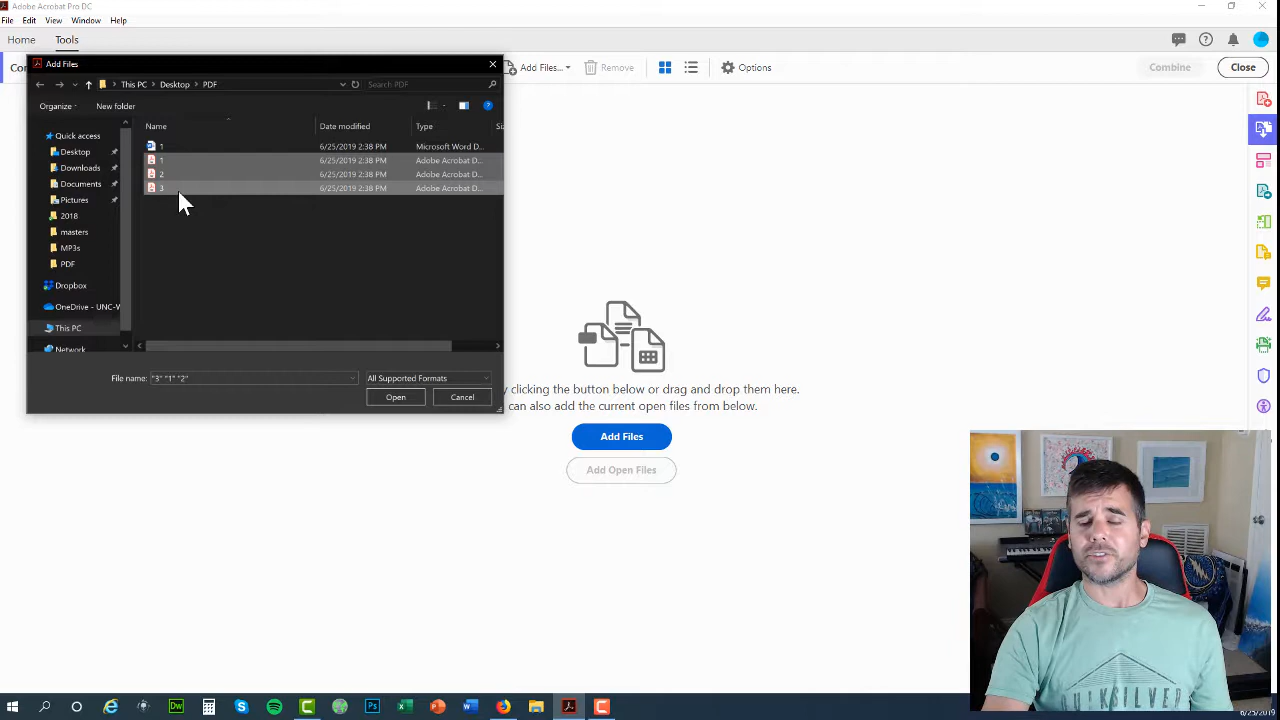 Adobe Acrobat Pro DC
File Edit View Window Help
Home Tools
Add Files... Remove Options Combine Close
Add Files
This PC Desktop PDF Search PDF
Organize New folder
Name Date modified Type
Quick access
Desktop
Downloads
Documents
Pictures
2018
masters
MP3s
PDF
Dropbox
OneDrive - UNC-W
This PC
Network
1 6/25/2019 2:38 PM Microsoft Word D...
1 6/25/2019 2:38 PM Adobe Acrobat D...
2 6/25/2019 2:38 PM Adobe Acrobat D...
3 6/25/2019 2:38 PM Adobe Acrobat D...
File name: "3" "1" "2" All Supported Formats
Open Cancel
y clicking the button below or drag and drop them here.
can also add the current open files from below.
Add Files
Add Open Files
QUIKSILVER
6/25/2019